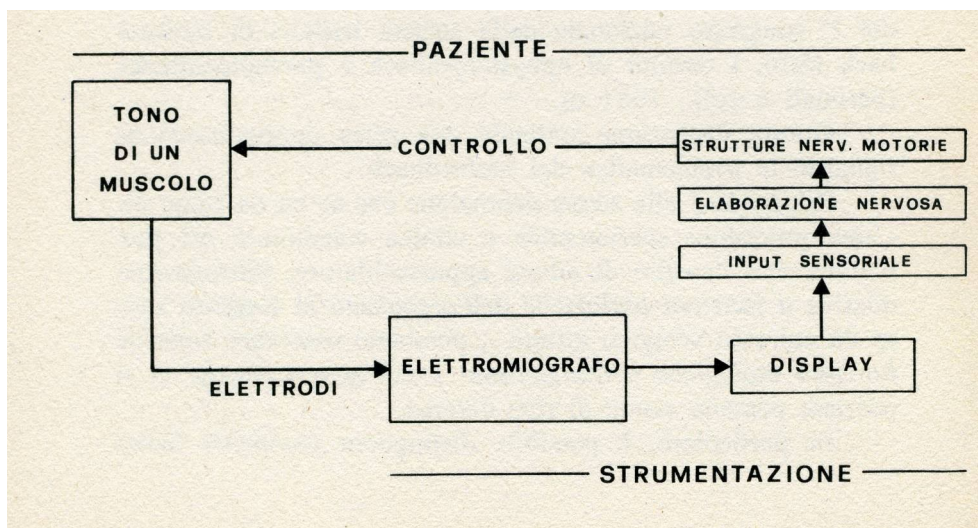 PAZIENTE
TONO
DI UN
MUSCOLO
CONTROLLO
STRUTTURE NERV. MOTORIE
ELABORAZIONE NERVOSA
INPUT SENSORIALE
ELETTROMIOGRAFO
DISPLAY
ELETTRODI
STRUMENTAZIONE